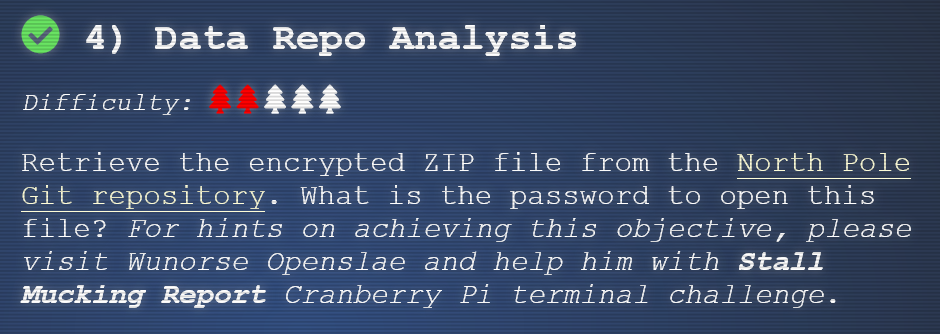 4) Data Repo Analysis
Difficulty:
Retrieve the encrypted ZIP file from the North Pole
Git repository. What is the password to open this
file? For hints on achieving this objective, please
visit Wunorse Openslae and help him with Stall
Mucking Report Cranberry Pi terminal challenge.